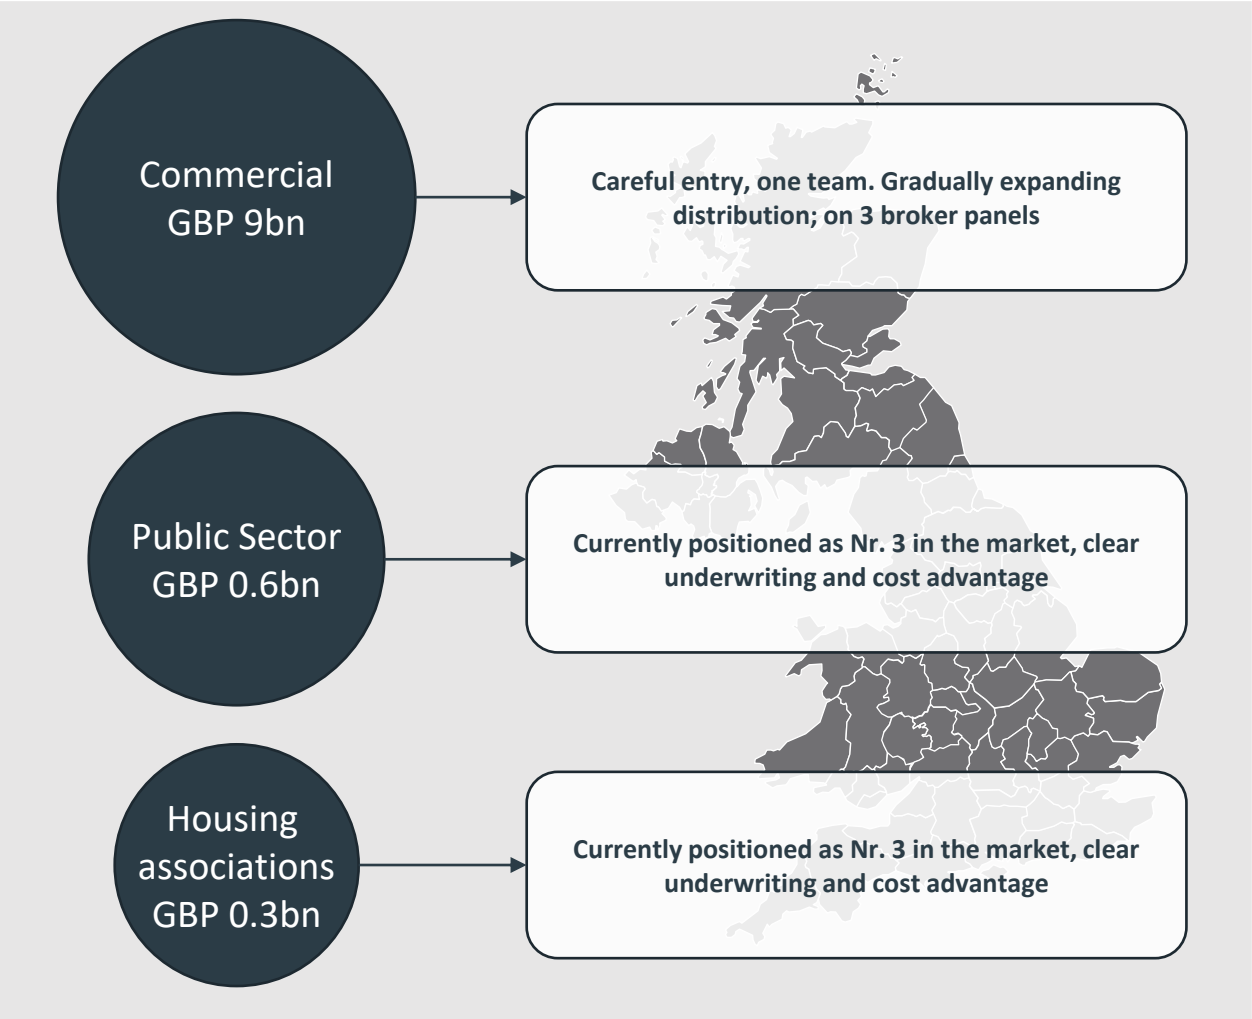 Commercial
GBP 9bn
Careful entry, one team. Gradually expanding
distribution; on 3 broker panels
Public Sector
GBP 0.6bn
Currently positioned as Nr. 3 in the market, clear
underwriting and cost advantage
Housing
associations
GBP 0.3bn
Currently positioned as Nr. 3 in the market, clear
underwriting and cost advantage